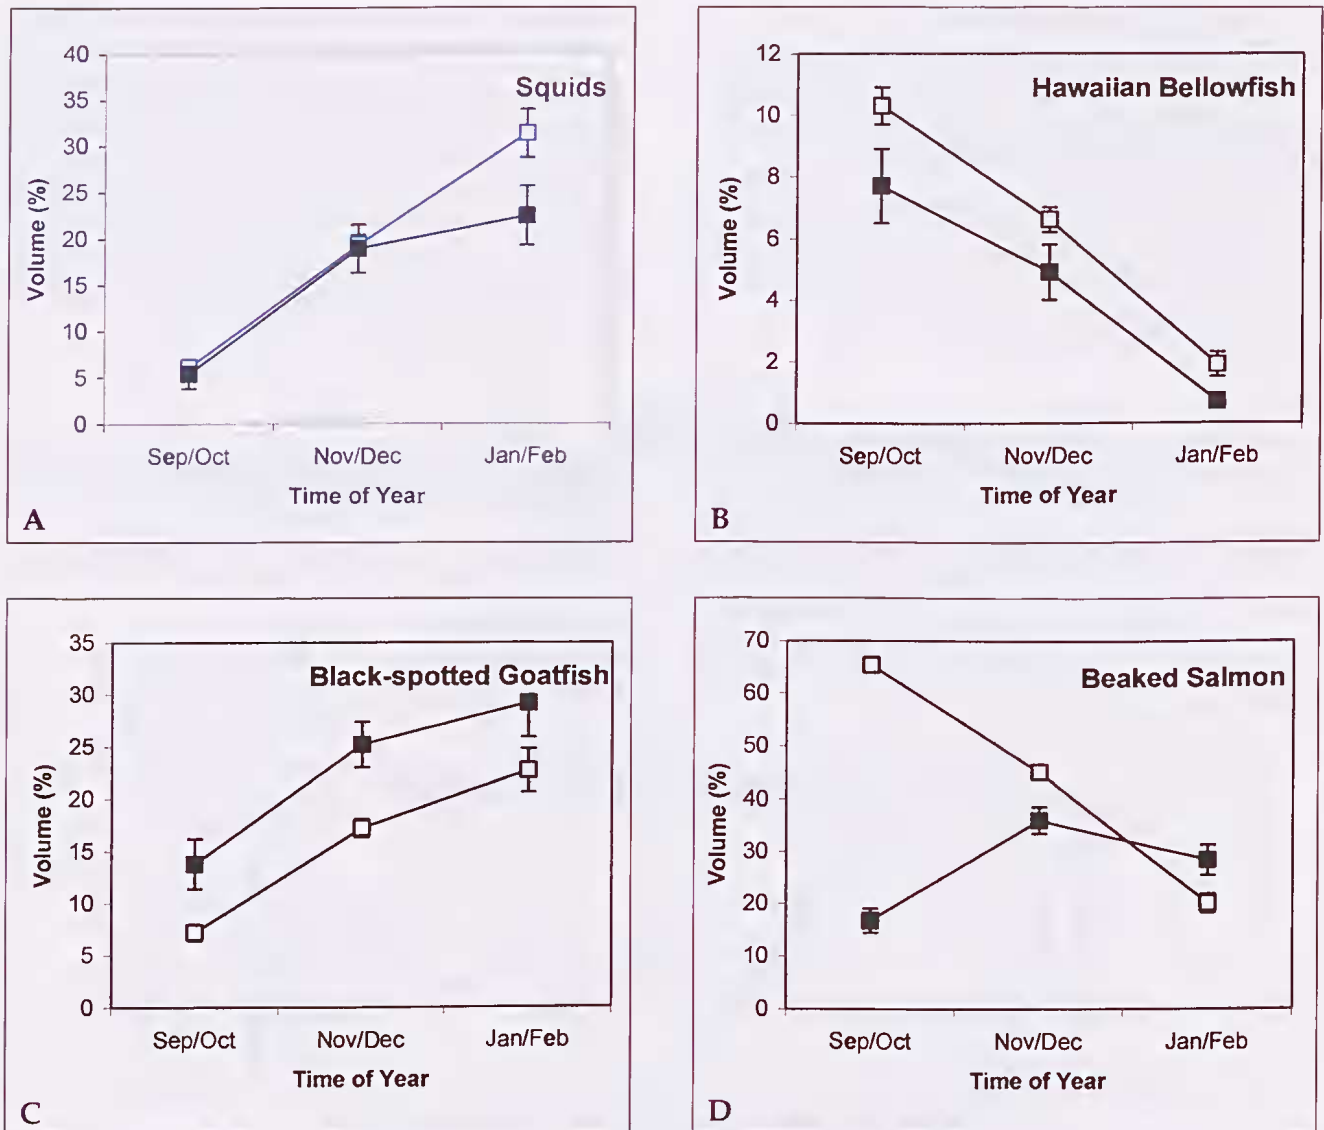 40
35
30
25
20
15
10
5
0
Squids
Volume (%)
Sep/Oct Nov/Dec Jan/Feb
Time of Year
A
12
10
8
6
4
2
0
Hawaiian Bellowfish
Volume (%)
Sep/Oct Nov/Dec Jan/Feb
Time of Year
B
35
30
25
20
15
10
5
0
Black-spotted Goatfish
Volume (%)
Sep/Oct Nov/Dec Jan/Feb
Time of Year
C
70
60
50
40
30
20
10
0
Beaked Salmon
Volume (%)
Sep/Oct Nov/Dec Jan/Feb
Time of Year
D